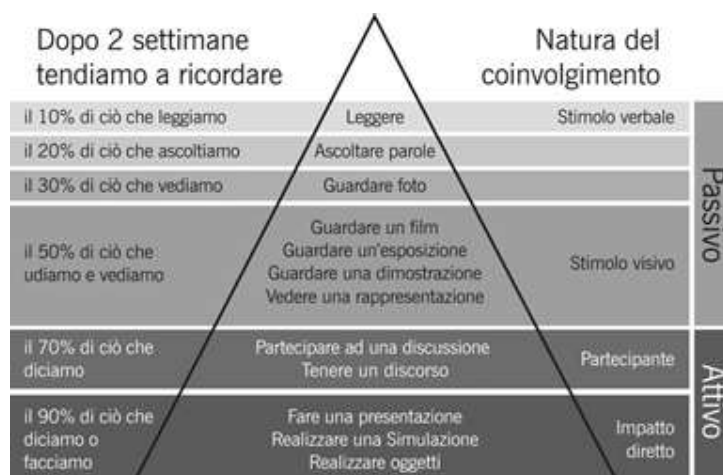 Dopo 2 settimane
tendiamo a ricordare
Natura del
coinvolgimento
il 10% di ciò che leggiamo
Leggere
Stimolo verbale
il 20% di ciò che ascoltiamo
Ascoltare parole
il 30% di ciò che vediamo
Guardare foto
il 50% di ciò che
udiamo e vediamo
Guardare un film
Guardare un'esposizione
Guardare una dimostrazione
Vedere una rappresentazione
Stimolo visivo
Passivo
il 70% di ciò che
diciamo
Partecipare ad una discussione
Tenere un discorso
Partecipante
il 90% di ciò che
diciamo o
facciamo
Fare una presentazione
Realizzare una Simulazione
Realizzare oggetti
Impatto
diretto
Attivo